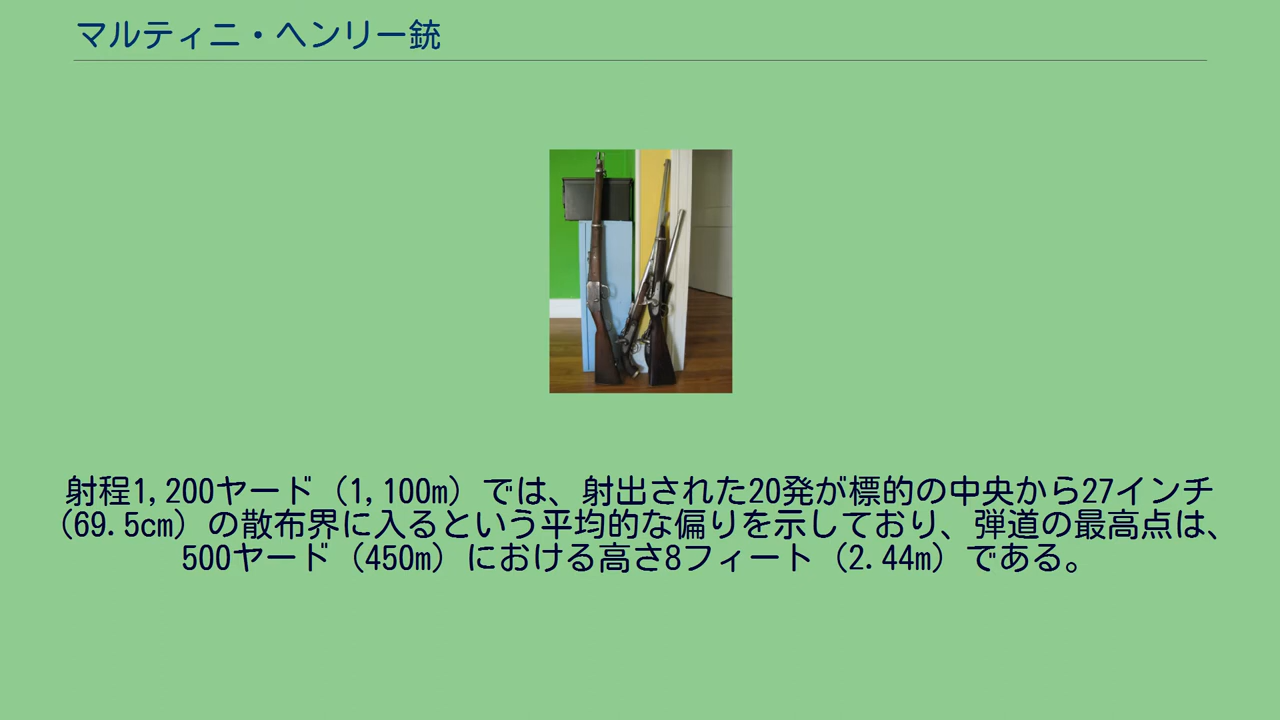 マルティニ・ヘンリー銃
射程1,200ヤード（1,100m）では、射出された20発が標的の中央から27インチ
（69.5cm）の散布界に入るという平均的な偏りを示しており、弾道の最高点は、
500ヤード（450m）における高さ8フィート（2.44m）である。